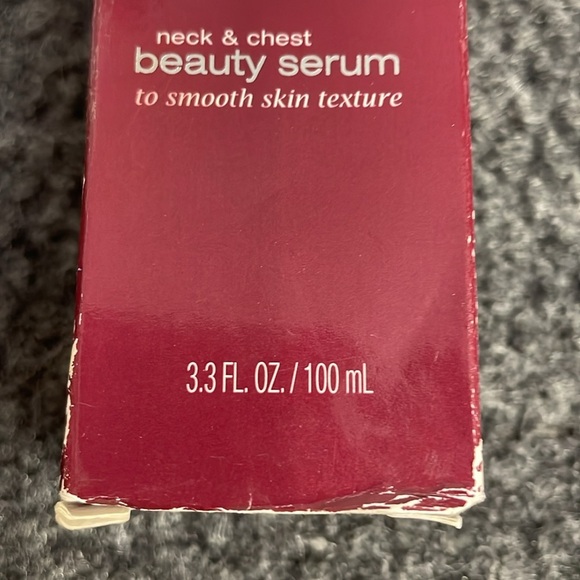 neck & chest
beauty serum
to smooth skin texture
3.3 FL. OZ. / 100 mL